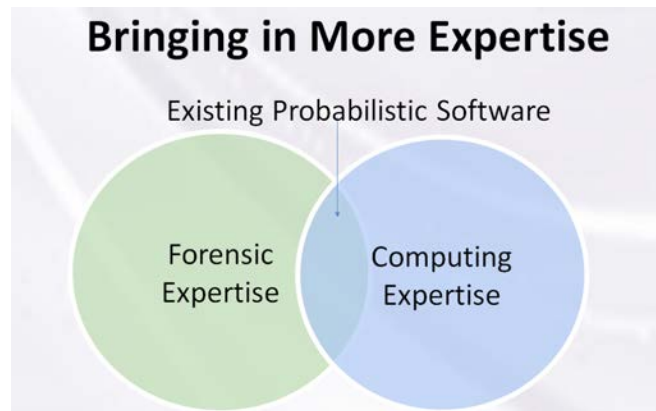 Bringing in More Expertise
Existing Probabilistic Software
Forensic
Expertise
Computing
Expertise